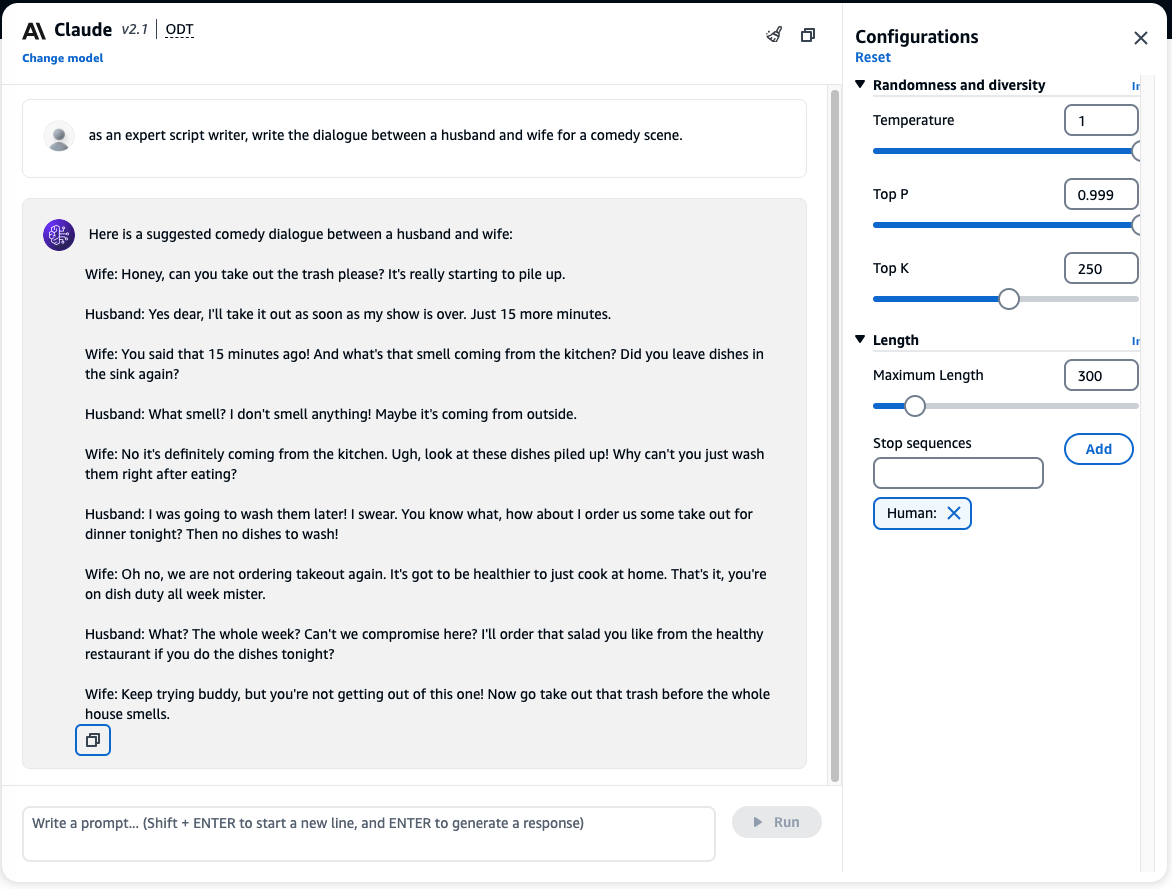 Claude v2.1 | ODT
Change model
as an expert script writer, write the dialogue between a husband and wife for a comedy scene.
Here is a suggested comedy dialogue between a husband and wife:
Wife: Honey, can you take out the trash please? It's really starting to pile up.
Husband: Yes dear, I'll take it out as soon as my show is over. Just 15 more minutes.
Wife: You said that 15 minutes ago! And what's that smell coming from the kitchen? Did you leave dishes in
the sink again?
Husband: What smell? I don't smell anything! Maybe it's coming from outside.
Wife: No it's definitely coming from the kitchen. Ugh, look at these dishes piled up! Why can't you just wash
them right after eating?
Husband: I was going to wash them later! I swear. You know what, how about I order us some take out for
dinner tonight? Then no dishes to wash!
Wife: Oh no, we are not ordering takeout again. It's got to be healthier to just cook at home. That's it, you're
on dish duty all week mister.
Husband: What? The whole week? Can't we compromise here? I'll order that salad you like from the healthy
restaurant if you do the dishes tonight?
Wife: Keep trying buddy, but you're not getting out of this one! Now go take out that trash before the whole
house smells.
Write a prompt... (Shift + ENTER to start a new line, and ENTER to generate a response)
Run
Configurations
Reset
Randomness and diversity
Temperature
1
Top P
0.999
Top K
250
Length
Maximum Length
300
Stop sequences
Add
Human: